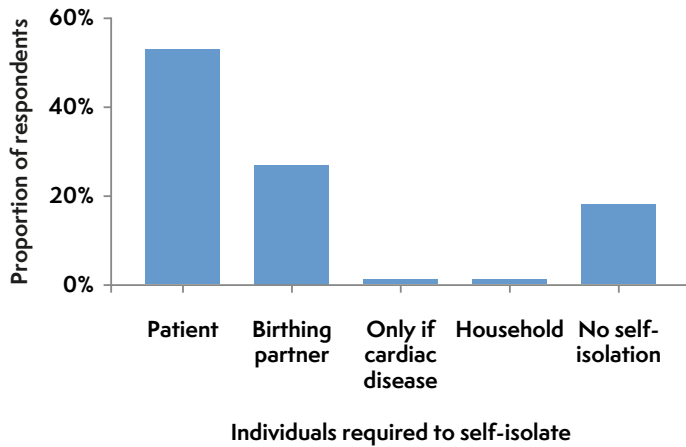 Proportion of respondents
60%
40%
20%
0%
Patient
Birthing
partner
Only if
cardiac
disease
Household
No self-
isolation
Individuals required to self-isolate